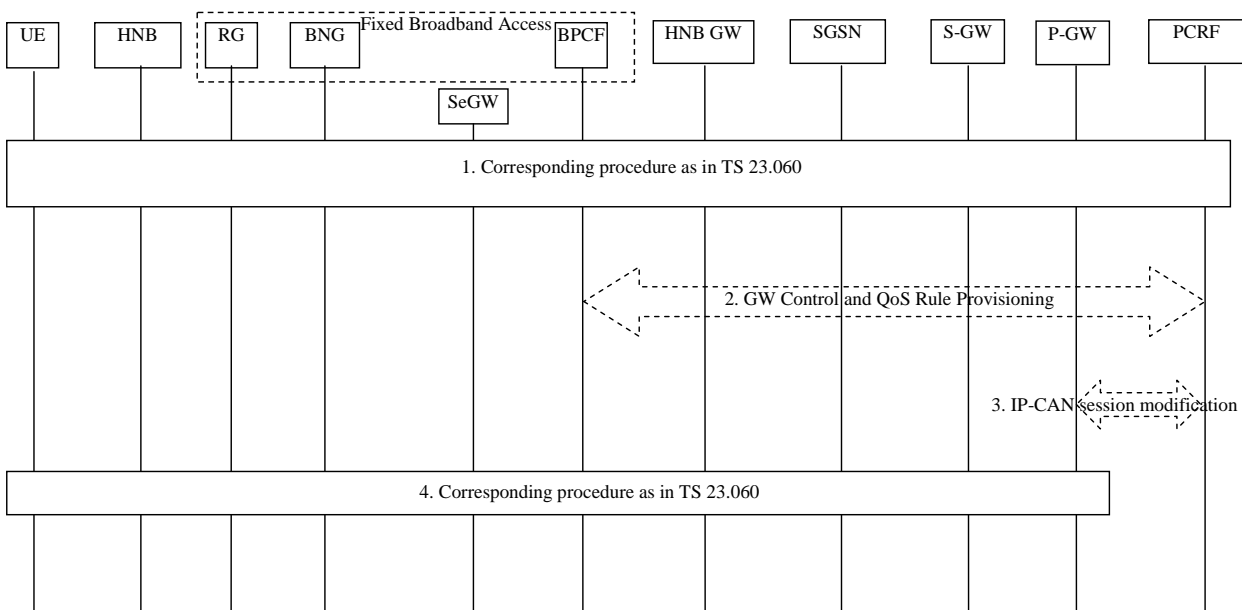 Fixed Broadband Access
UE
HNB
RG
BNG
BPCF
HNB GW
SGSN
S-GW
P-GW
PCRF
SeGW
1. Corresponding procedure as in TS 23.060
2. GW Control and QoS Rule Provisioning
3. IP-CAN session modification
4. Corresponding procedure as in TS 23.060